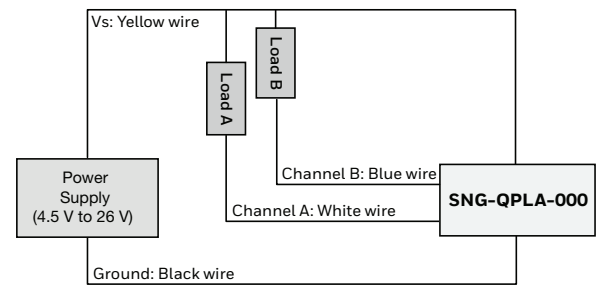 Vs: Yellow wire
Load B
Load A
Channel B: Blue wire
Power
Supply
(4.5 V to 26 V)
SNG-QPLA-000
Channel A: White wire
Ground: Black wire